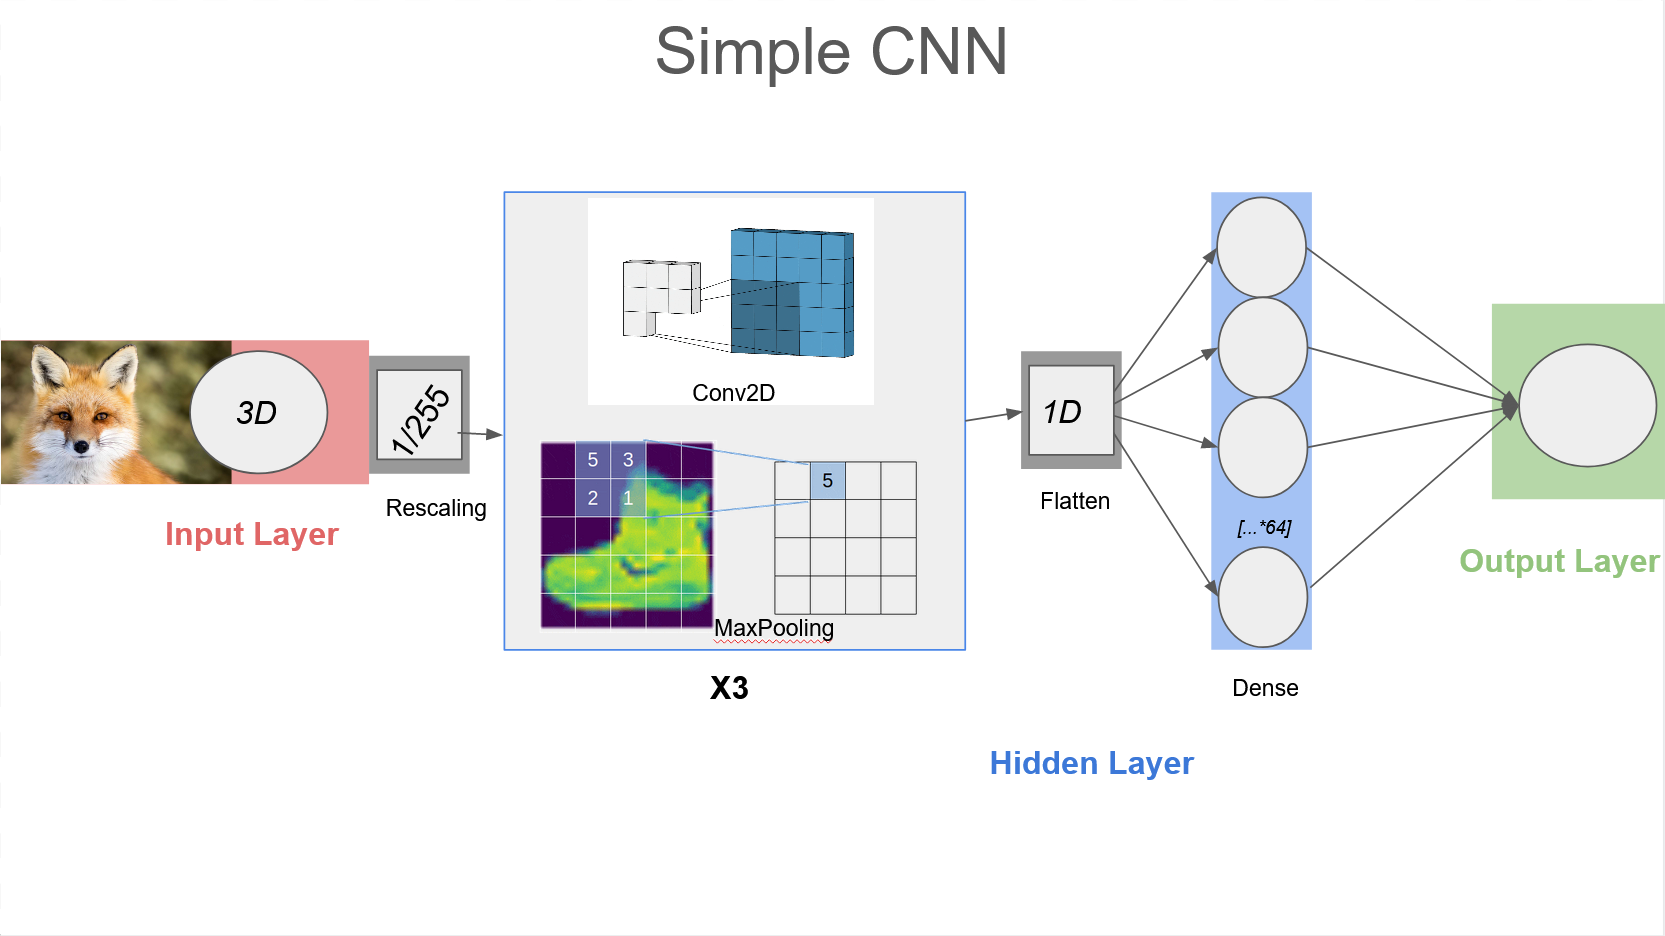 Simple CNN
3D
Input Layer
1/255
Rescaling
Conv2D
5 3
2 1
5
MaxPooling
X3
1D
Flatten
[...*64]
Dense
Hidden Layer
Output Layer